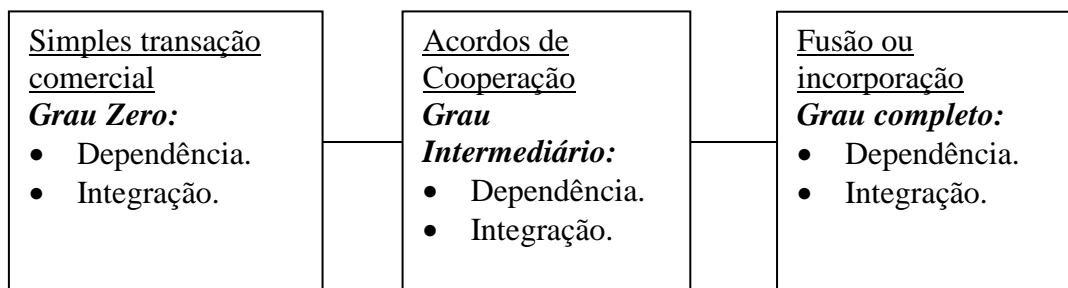 Simples transação
comercial
Grau Zero:
• Dependência.
• Integração.
Acordos de
Cooperação
Grau
Intermediário:
• Dependência.
• Integração.
Fusão ou
incorporação
Grau completo:
• Dependência.
• Integração.